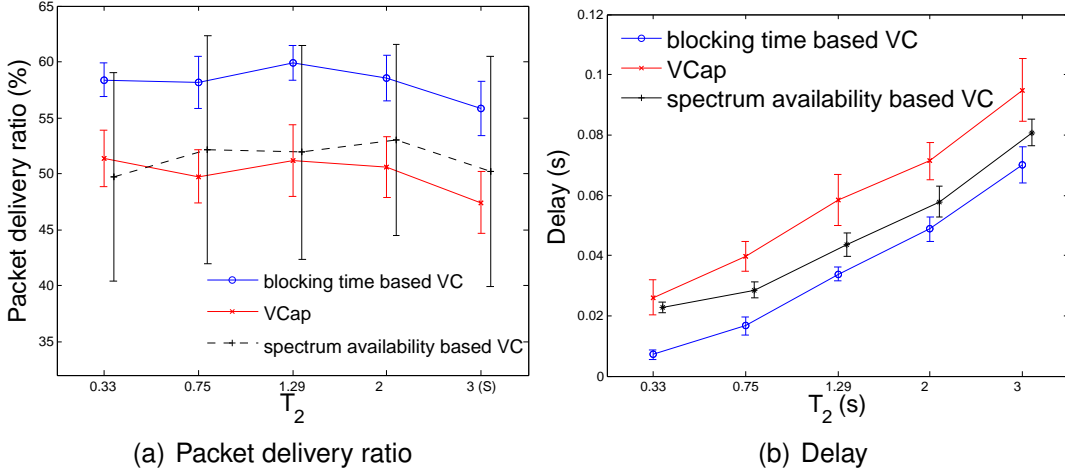 Packet delivery ratio (%)
65
60
55
50
45
40
35
blocking time based VC
VCap
spectrum availability based VC
0.33
0.75
1.29
2
3 (S)
T2
(a) Packet delivery ratio
Delay (s)
0.12
0.1
0.08
0.06
0.04
0.02
0
blocking time based VC
VCap
spectrum availability based VC
0.33
0.75
1.29
2
3
T2 (s)
(b) Delay